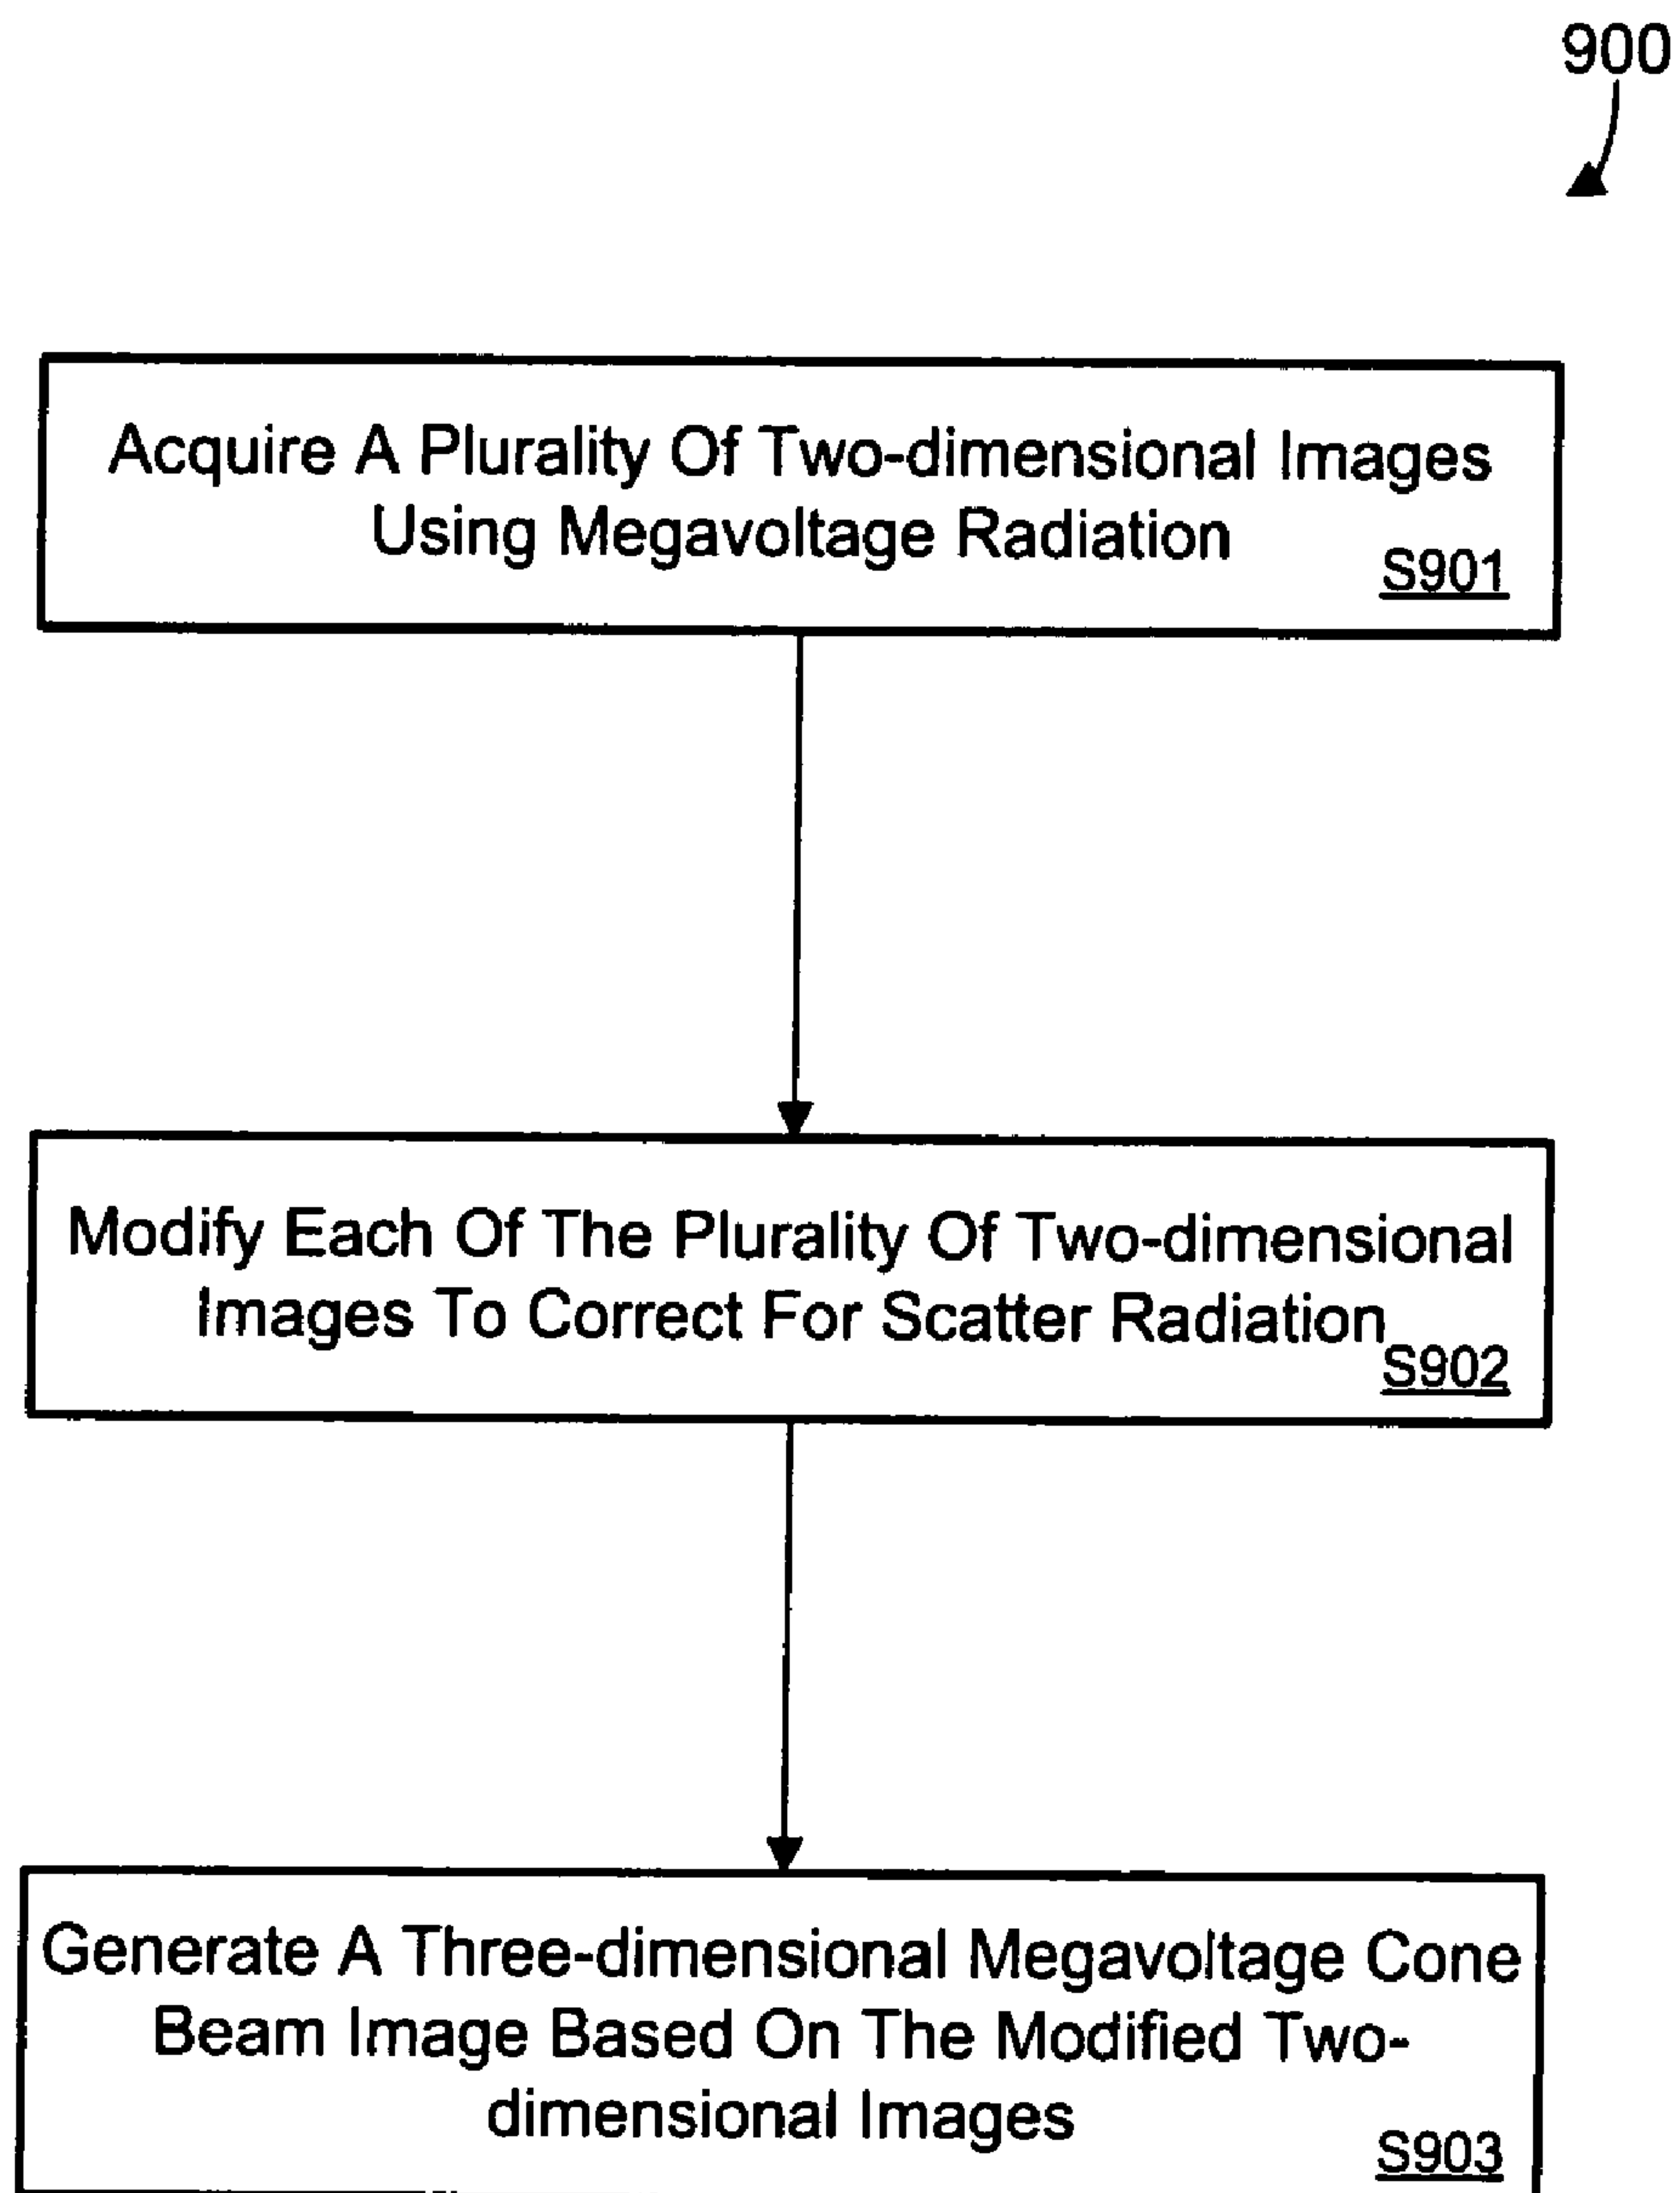 900
Acquire A Plurality Of Two-dimensional Images
Using Megavoltage Radiation
S901
Modify Each Of The Plurality Of Two-dimensional
Images To Correct For Scatter Radiation
S902
Generate A Three-dimensional Megavoltage Cone
Beam Image Based On The Modified Two-
dimensional Images
S903